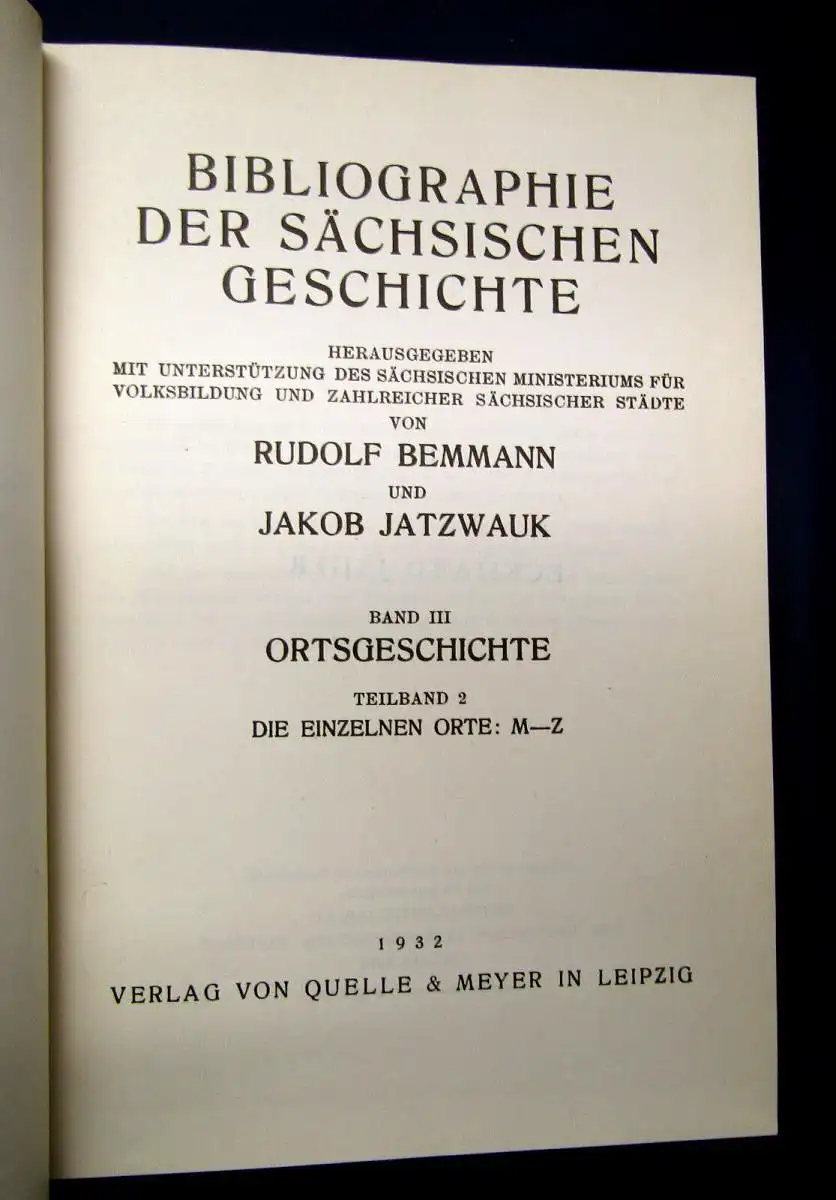 BIBLIOGRAPHIE
DER SÄCHSISCHEN
GESCHICHTE
HERAUSGEGEBEN
MIT UNTERSTÜTZUNG DES SÄCHSISCHEN MINISTERIUMS FÜR
VOLKSBILDUNG UND ZAHLREICHER SÄCHSISCHER STÄDTE
VON
RUDOLF BEMMANN
UND
JAKOB JATZWAUK
BAND III
ORTSGESCHICHTE
TEILBAND 2
DIE EINZELNEN ORTE: M—Z
1932
VERLAG VON QUELLE & MEYER IN LEIPZIG